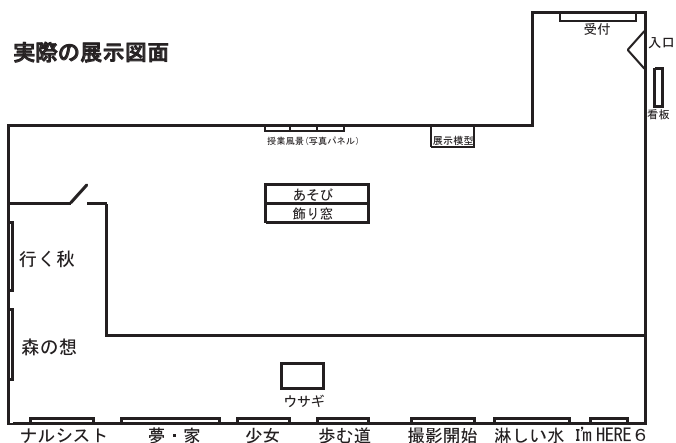 実際の展示図面
受付
入口
看板
授業風景(写真パネル)
展示模型
あそび
飾り窓
行く秋
森の想
ウサギ
ナルシスト
夢・家
少女
歩む道
撮影開始
淋しい水
I'm HERE 6